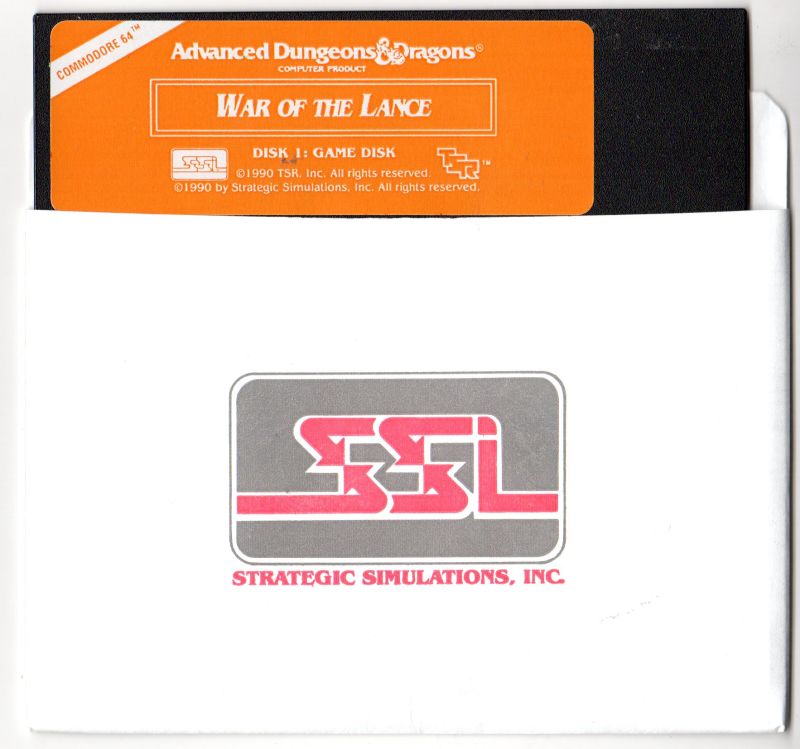 COMMODORE 64™
Advanced Dungeons & Dragons®
COMPUTER PRODUCT
WAR OF THE LANCE
DISK 1: GAME DISK
SSI
TSR™
©1990 TSR, Inc. All rights reserved.
©1990 by Strategic Simulations, Inc. All rights reserved.
SSI
STRATEGIC SIMULATIONS, INC.